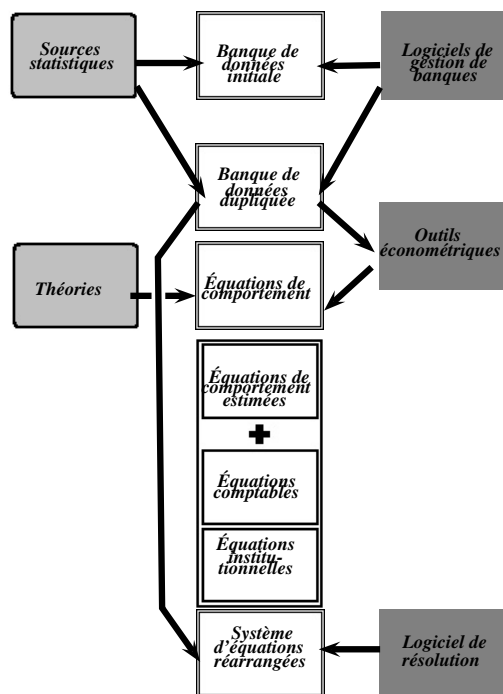 Sources
statistiques
Banque de
données
initiale
Logiciels de
gestion de
banques
Banque de
données
dupliquée
Outils
économétriques
Théories
Équations de
comportement
Équations de
comportement
estimées
+
Équations
comptables
Équations
institu-
tionnelles
Système
d'équations
réarrangées
Logiciel de
résolution